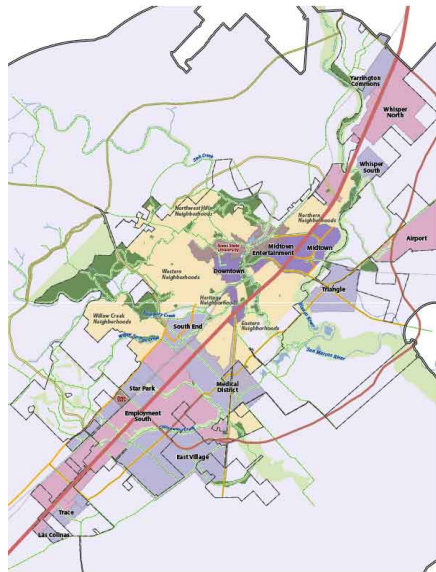 Yarrington
Commons
Whisper
North
Whisper
South
Northwest Hills
Neighborhoods
Northern
Neighborhoods
Texas State
University
Midtown
Entertainment
Midtown
Airport
Western
Neighborhoods
Downtown
Triangle
Heritage
Neighborhoods
Willow Creek
Neighborhoods
South End
Eastern
Neighborhoods
San Marcos River
Star Park
Medical
District
Employment
South
East Village
Trace
Las Colinas